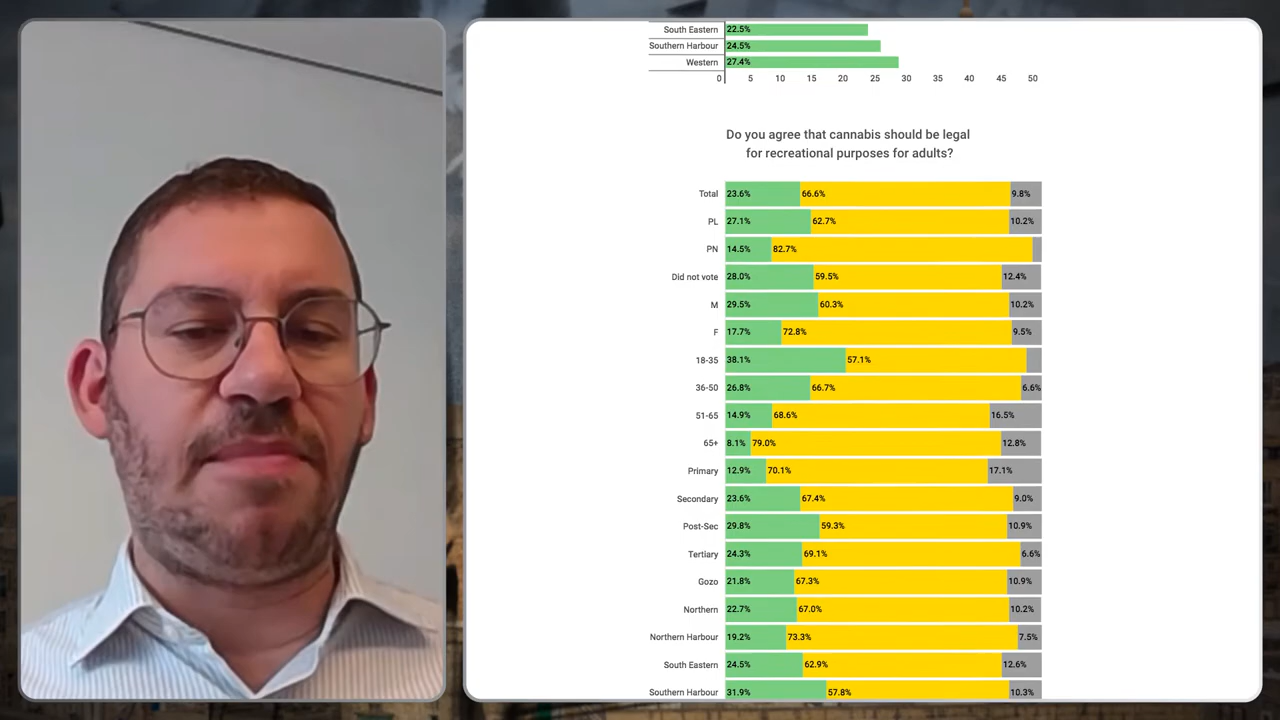 South Eastern 22.5%
Southern Harbour 24.5%
Western 27.4%
0 5 10 15 20 25 30 35 40 45 50
Do you agree that cannabis should be legal
for recreational purposes for adults?
Total 23.6% 66.6% 9.8%
PL 27.1% 62.7% 10.2%
PN 14.5% 82.7%
Did not vote 28.0% 59.5% 12.4%
M 29.5% 60.3% 10.2%
F 17.7% 72.8% 9.5%
18-35 38.1% 57.1%
36-50 26.8% 66.7% 6.6%
51-65 14.9% 68.6% 16.5%
65+ 8.1% 79.0% 12.8%
Primary 12.9% 70.1% 17.1%
Secondary 23.6% 67.4% 9.0%
Post-Sec 29.8% 59.3% 10.9%
Tertiary 24.3% 69.1% 6.6%
Gozo 21.8% 67.3% 10.9%
Northern 22.7% 67.0% 10.2%
Northern Harbour 19.2% 73.3% 7.5%
South Eastern 24.5% 62.9% 12.6%
Southern Harbour 31.9% 57.8% 10.3%